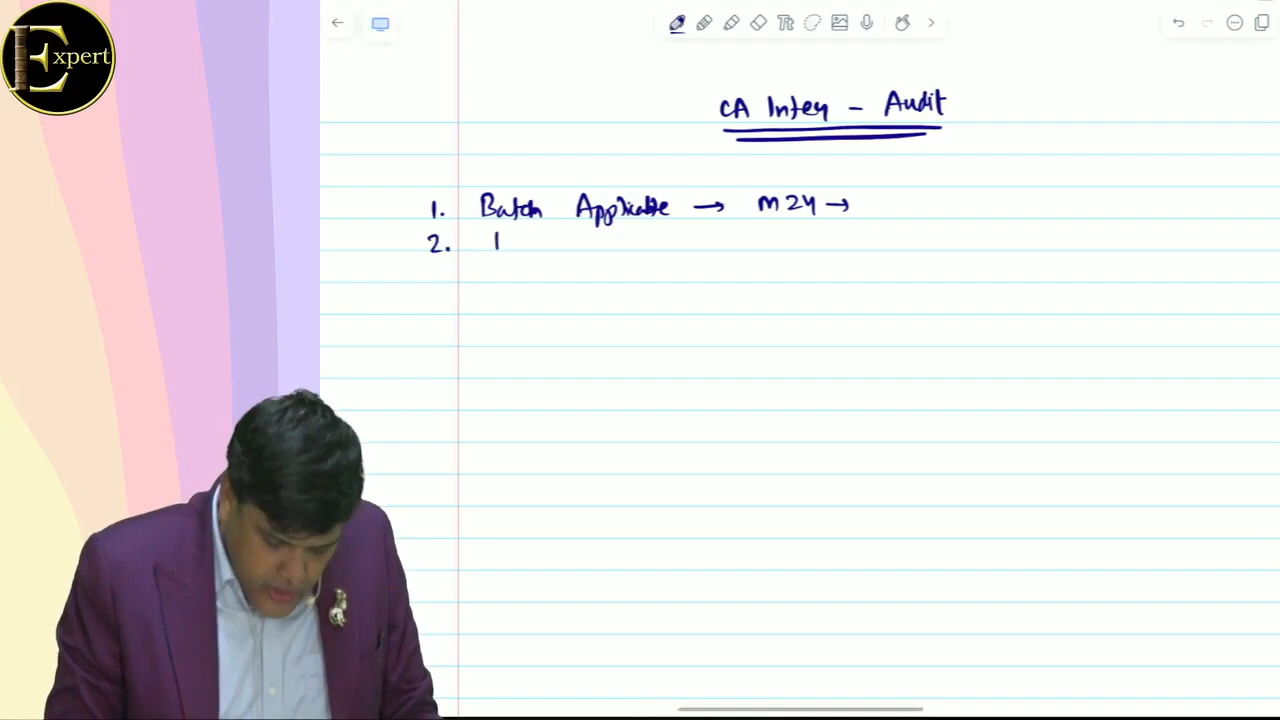 Expert
CA Inter - Audit
1. Batch Applicable → M24 →
2. 1